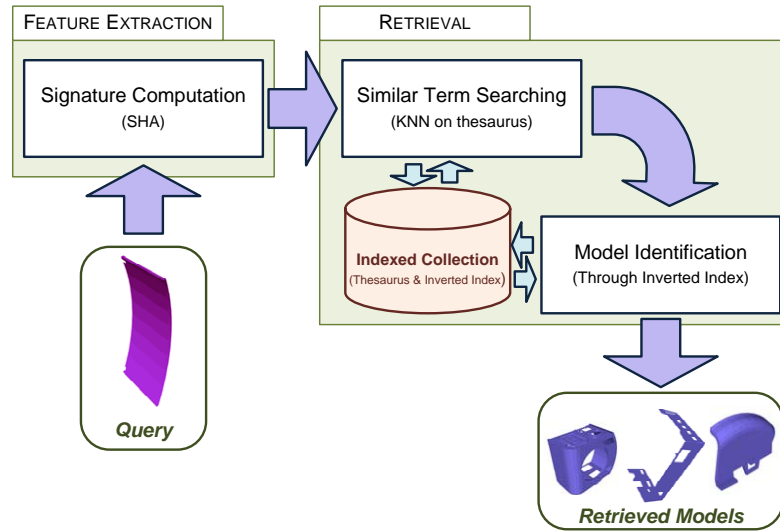 FEATURE EXTRACTION
RETRIEVAL
Signature Computation
(SHA)
Similar Term Searching
(KNN on thesaurus)
Indexed Collection
(Thesaurus & Inverted Index)
Model Identification
(Through Inverted Index)
Query
Retrieved Models